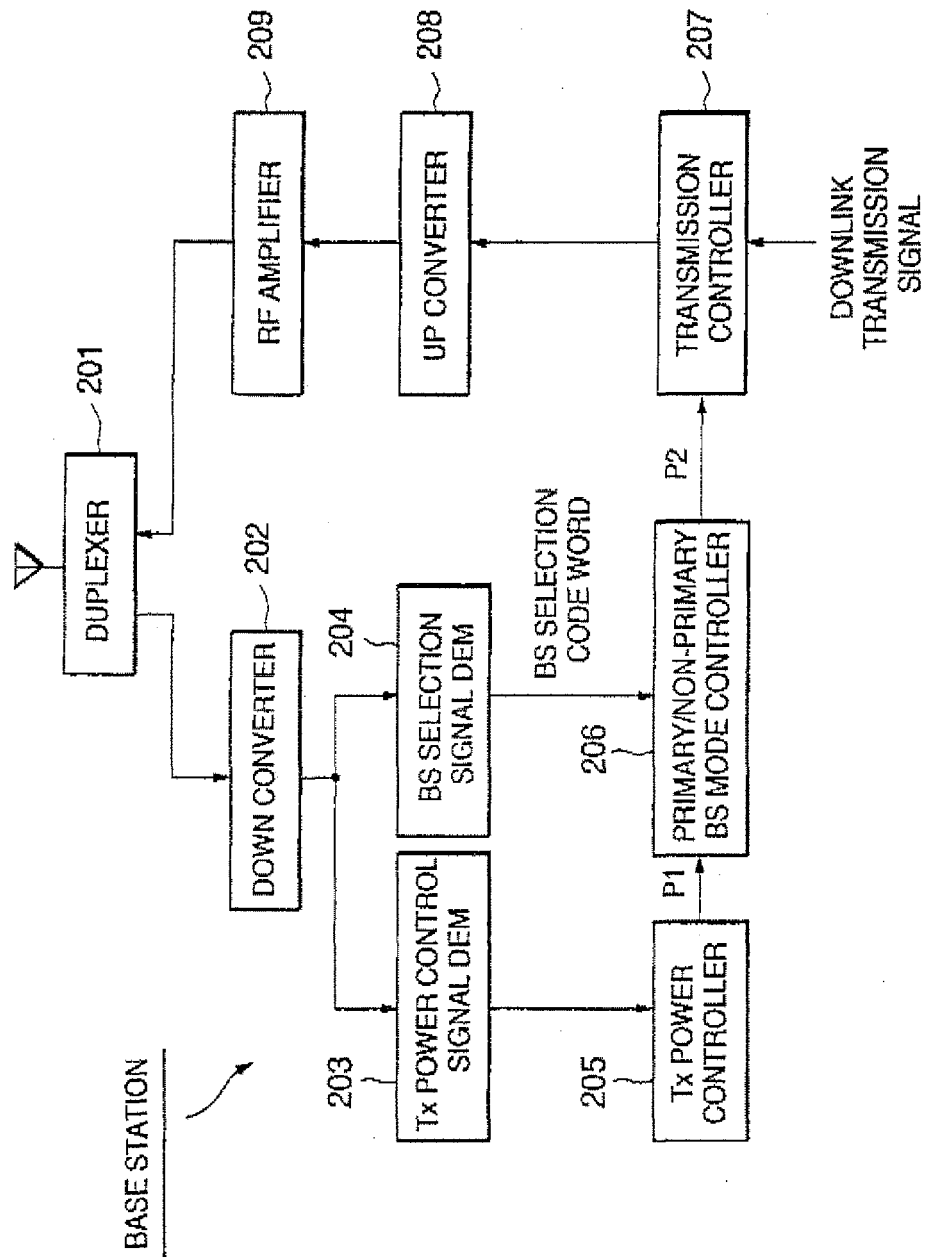 BASE STATION
201
DUPLEXER
202
DOWN CONVERTER
209
RF AMPLIFIER
203
Tx POWER CONTROL
SIGNAL DEM
204
BS SELECTION
SIGNAL DEM
208
UP CONVERTER
BS SELECTION
CODE WORD
205
Tx POWER
CONTROLLER
P1
206
PRIMARY/NON-PRIMARY
BS MODE CONTROLLER
P2
207
TRANSMISSION
CONTROLLER
DOWNLINK
TRANSMISSION
SIGNAL